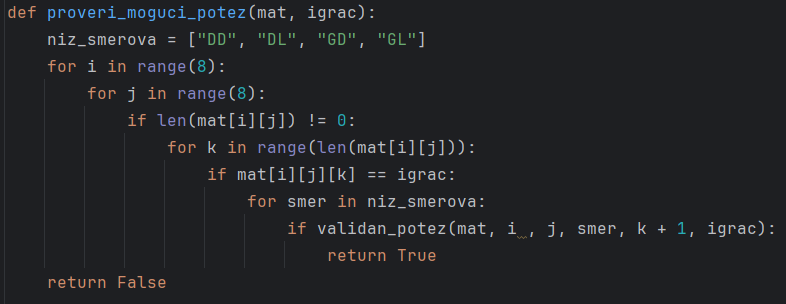 def proveri_moguci_potez(mat, igrac):
    niz_smerova = ["DD", "DL", "GD", "GL"]
    for i in range(8):
        for j in range(8):
            if len(mat[i][j]) != 0:
                for k in range(len(mat[i][j])):
                    if mat[i][j][k] == igrac:
                        for smer in niz_smerova:
                            if validan_potez(mat, i , j, smer, k + 1, igrac):
                                return True
    return False